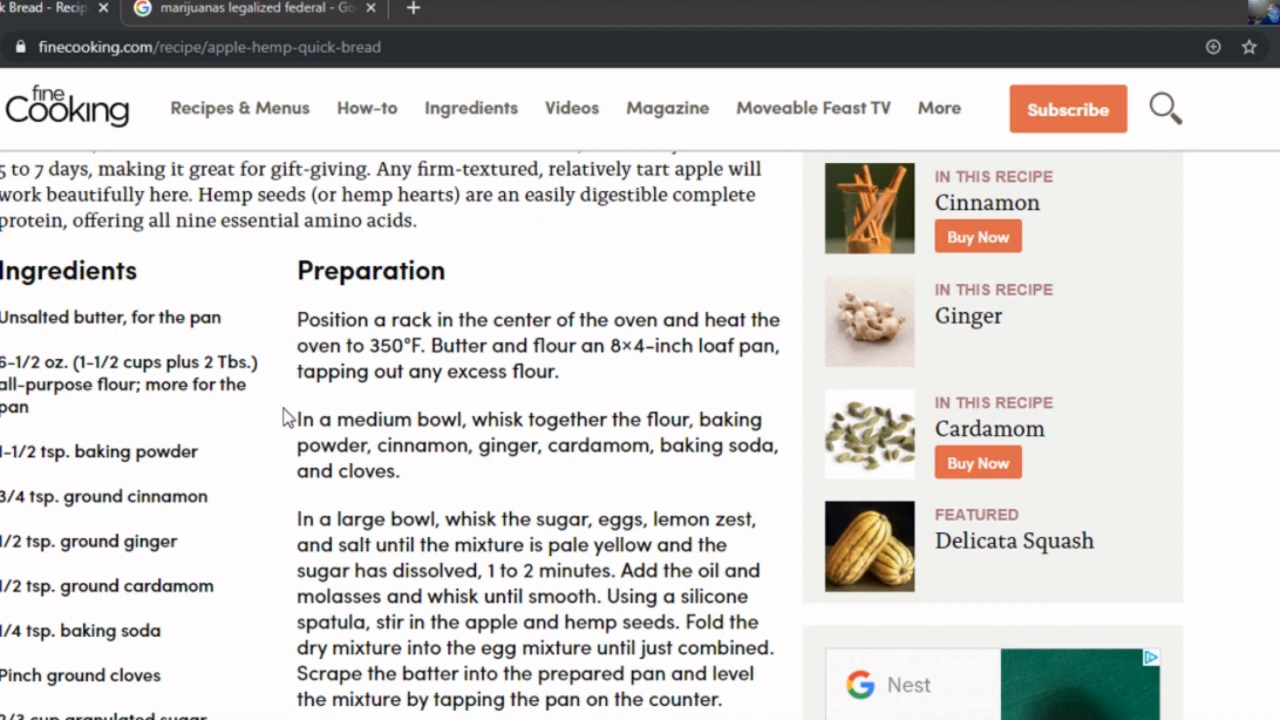 k Bread - Recip
marijuanas legalized federal - Go
finecooking.com/recipe/apple-hemp-quick-bread
fine
Cooking
Recipes & Menus
How-to
Ingredients
Videos
Magazine
Moveable Feast TV
More
Subscribe
5 to 7 days, making it great for gift-giving. Any firm-textured, relatively tart apple will
work beautifully here. Hemp seeds (or hemp hearts) are an easily digestible complete
protein, offering all nine essential amino acids.
Ingredients
Unsalted butter, for the pan
6-1/2 oz. (1-1/2 cups plus 2 Tbs.)
all-purpose flour; more for the
pan
1-1/2 tsp. baking powder
3/4 tsp. ground cinnamon
1/2 tsp. ground ginger
1/2 tsp. ground cardamom
1/4 tsp. baking soda
Pinch ground cloves
2/3 cup granulated sugar
Preparation
Position a rack in the center of the oven and heat the
oven to 350°F. Butter and flour an 8×4-inch loaf pan,
tapping out any excess flour.
In a medium bowl, whisk together the flour, baking
powder, cinnamon, ginger, cardamom, baking soda,
and cloves.
In a large bowl, whisk the sugar, eggs, lemon zest,
and salt until the mixture is pale yellow and the
sugar has dissolved, 1 to 2 minutes. Add the oil and
molasses and whisk until smooth. Using a silicone
spatula, stir in the apple and hemp seeds. Fold the
dry mixture into the egg mixture until just combined.
Scrape the batter into the prepared pan and level
the mixture by tapping the pan on the counter.
IN THIS RECIPE
Cinnamon
Buy Now
IN THIS RECIPE
Ginger
IN THIS RECIPE
Cardamom
Buy Now
FEATURED
Delicata Squash
G Nest